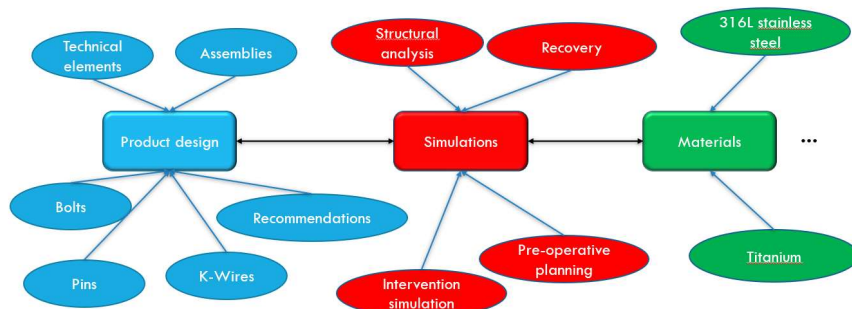 Technical
elements
Assemblies
Structural
analysis
Recovery
316L stainless
steel
Product design
Simulations
Materials
...
Bolts
Recommendations
Pins
K-Wires
Intervention
simulation
Pre-operative
planning
Titanium